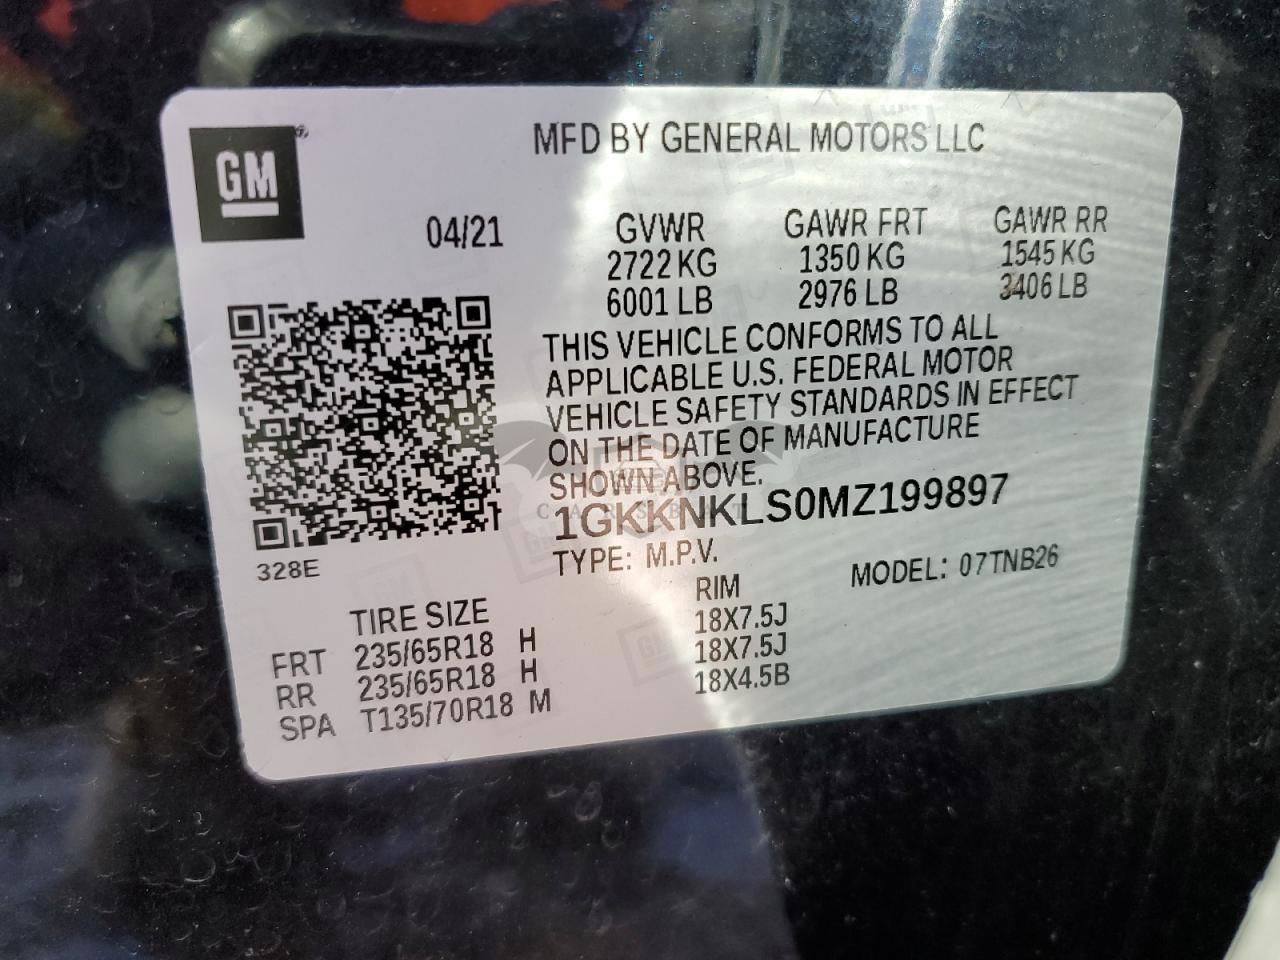 GM
MFD BY GENERAL MOTORS LLC
04/21
GVWR GAWR FRT GAWR RR
2722 KG 1350 KG 1545 KG
6001 LB 2976 LB 3406 LB
THIS VEHICLE CONFORMS TO ALL
APPLICABLE U.S. FEDERAL MOTOR
VEHICLE SAFETY STANDARDS IN EFFECT
ON THE DATE OF MANUFACTURE
SHOWN ABOVE.
CARSBAT
1GKKNKLS0MZ199897
328E
TYPE: M.P.V. MODEL: 07TNB26
TIRE SIZE RIM
FRT 235/65R18 H 18X7.5J
RR 235/65R18 H 18X7.5J
SPA T135/70R18 M 18X4.5B